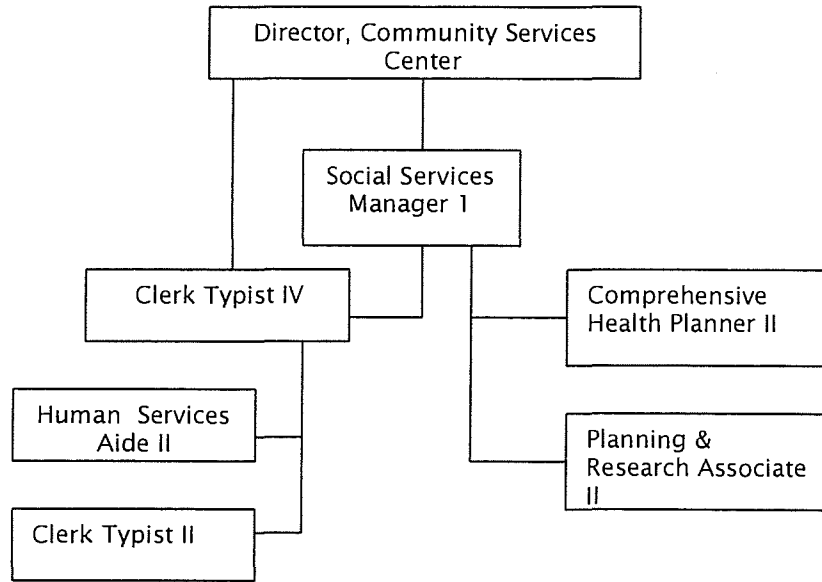 Director, Community Services
Center
Social Services
Manager 1
Clerk Typist IV
Comprehensive
Health Planner II
Human Services
Aide II
Planning &
Research Associate
II
Clerk Typist II